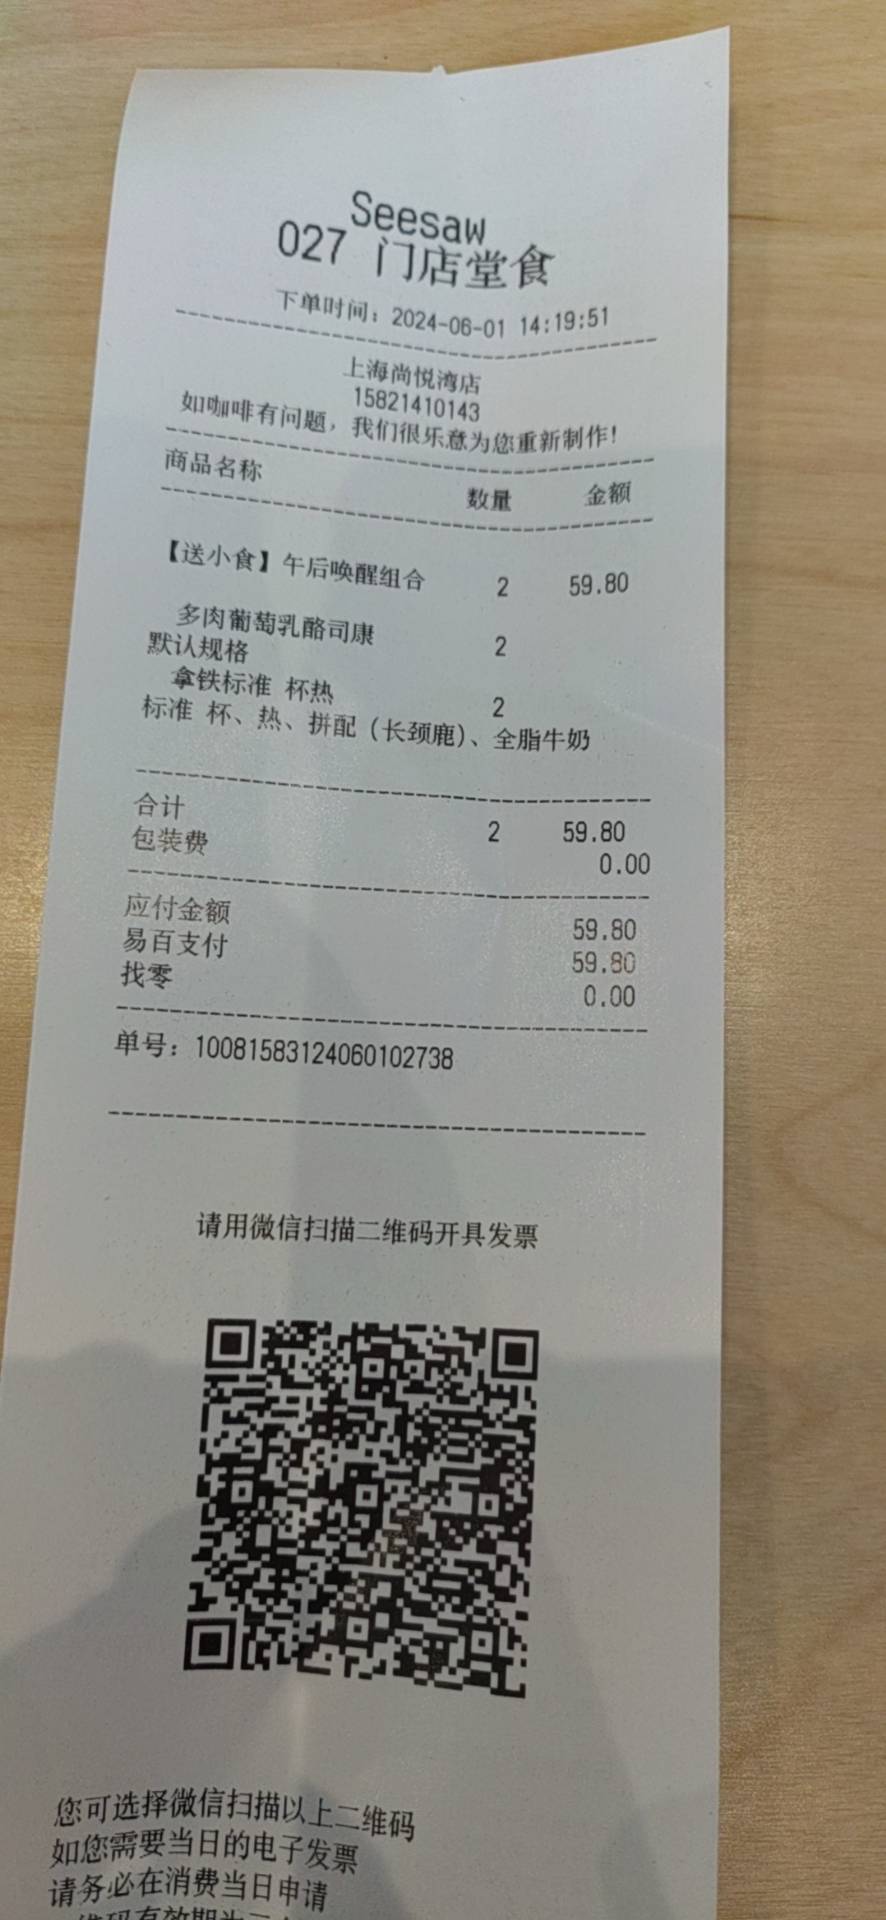 Seesaw
027 门店堂食
下单时间：2024-06-01 14:19:51
上海尚悦湾店
15821410143
如咖啡有问题，我们很乐意为您重新制作！
商品名称 数量 金额
【送小食】午后唤醒组合 2 59.80
多肉葡萄乳酪司康 2
默认规格
拿铁标准 杯热 2
标准 杯、热、拼配（长颈鹿）、全脂牛奶
合计 2 59.80
包装费 0.00
应付金额 59.80
易百支付 59.80
找零 0.00
单号：10081583124060102738
请用微信扫描二维码开具发票
您可选择微信扫描以上二维码
如您需要当日的电子发票
请务必在消费当日申请
维码有效期为